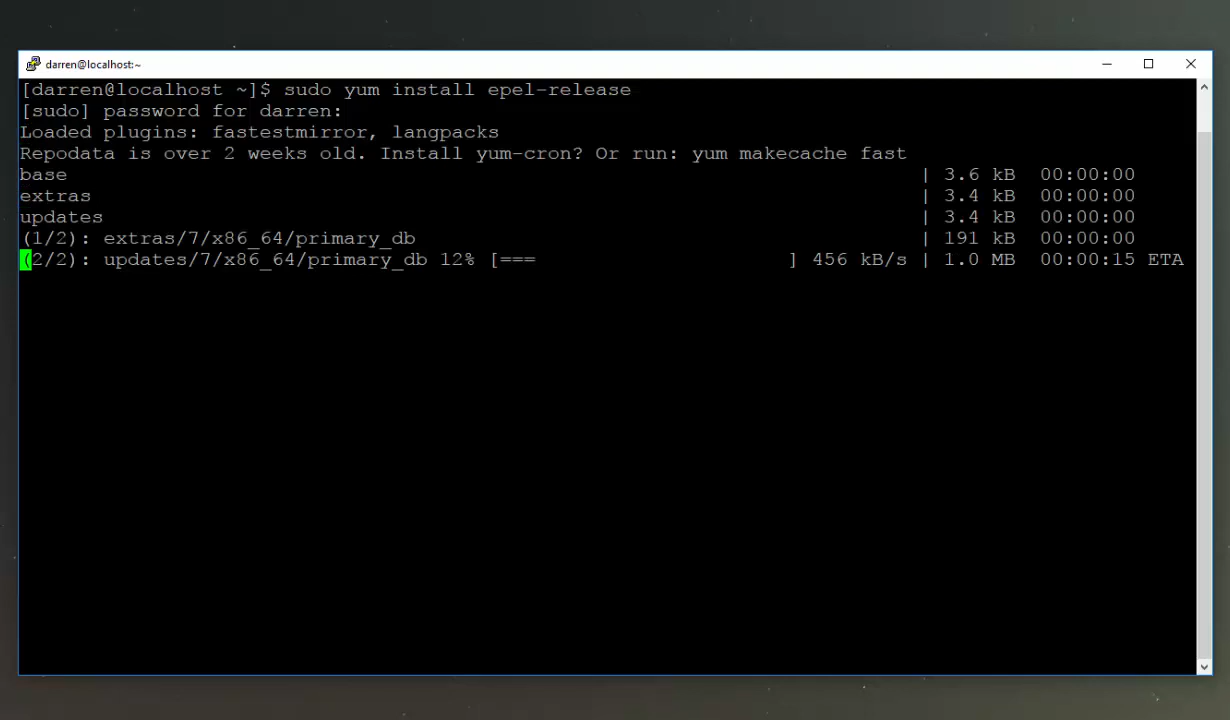 darren@localhost:~
[darren@localhost ~]$ sudo yum install epel-release
[sudo] password for darren:
Loaded plugins: fastestmirror, langpacks
Repodata is over 2 weeks old. Install yum-cron? Or run: yum makecache fast
base | 3.6 kB 00:00:00
extras | 3.4 kB 00:00:00
updates | 3.4 kB 00:00:00
(1/2): extras/7/x86_64/primary_db | 191 kB 00:00:00
(2/2): updates/7/x86_64/primary_db 12% [=== ] 456 kB/s | 1.0 MB 00:00:15 ETA